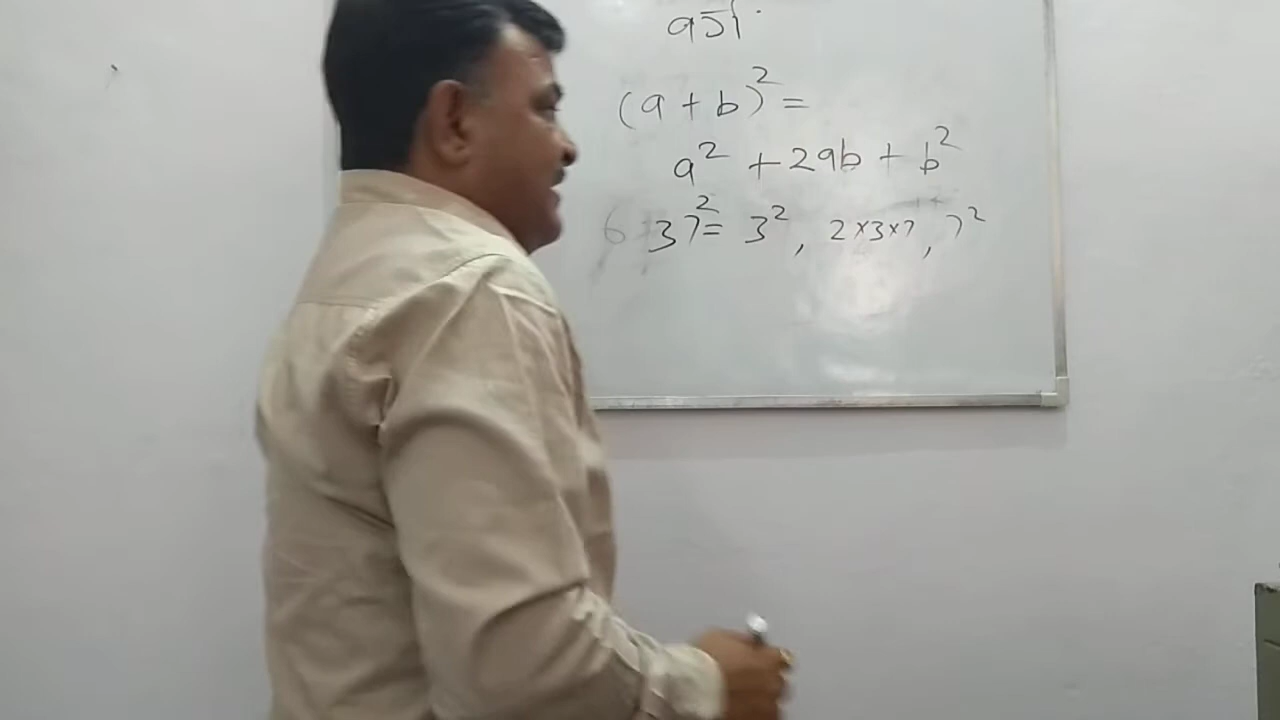 वर्ग
(a + b)² =
a² + 2ab + b²
37² = 3², 2×3×7, 7²